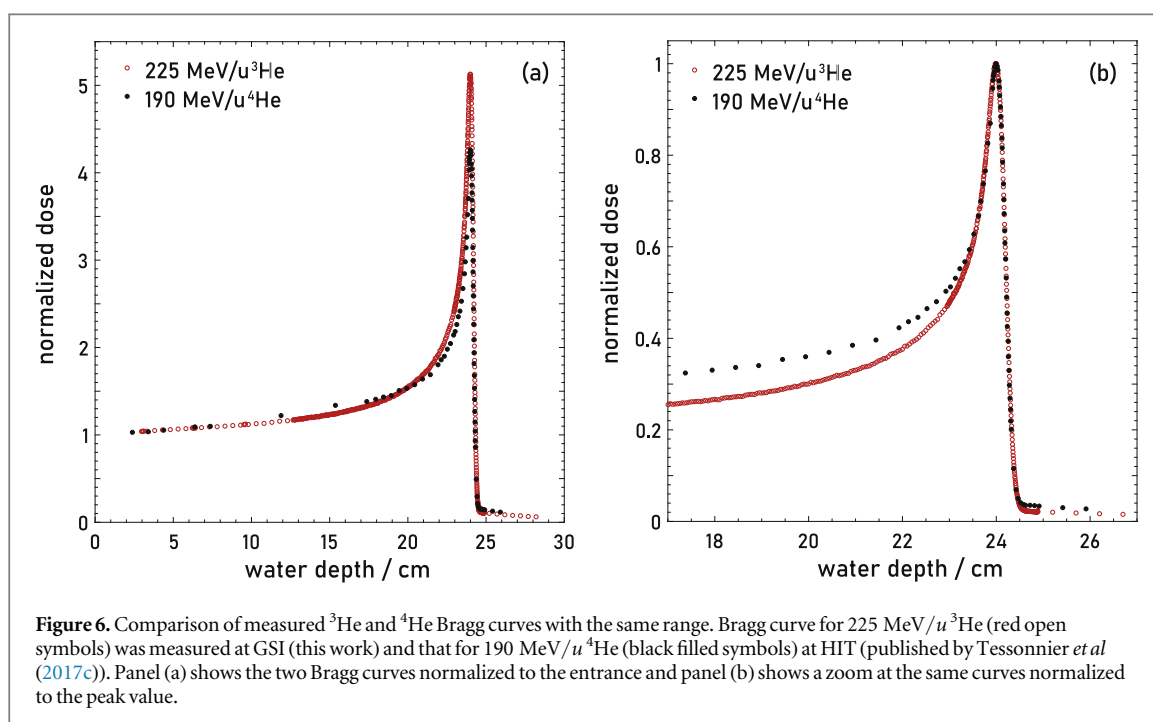 225 MeV/u ³He
190 MeV/u ⁴He
(a)
5
4
3
2
1
0
normalized dose
0 5 10 15 20 25 30
water depth / cm
225 MeV/u ³He
190 MeV/u ⁴He
(b)
1
0.8
0.6
0.4
0.2
0
normalized dose
18 20 22 24 26
water depth / cm
Figure 6. Comparison of measured ³He and ⁴He Bragg curves with the same range. Bragg curve for 225 MeV/u ³He (red open
symbols) was measured at GSI (this work) and that for 190 MeV/u ⁴He (black filled symbols) at HIT (published by Tessonnier et al
(2017c)). Panel (a) shows the two Bragg curves normalized to the entrance and panel (b) shows a zoom at the same curves normalized
to the peak value.